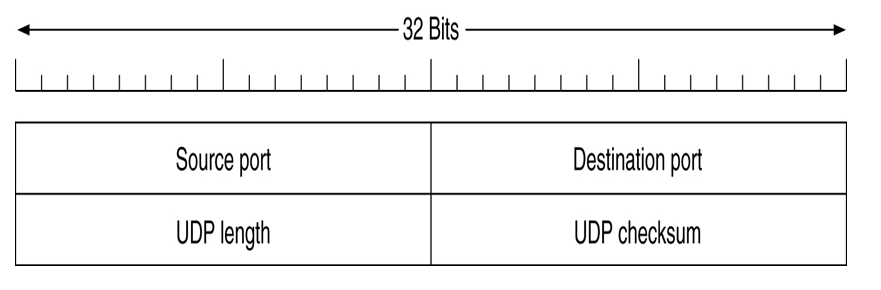 32 Bits
Source port Destination port
UDP length UDP checksum